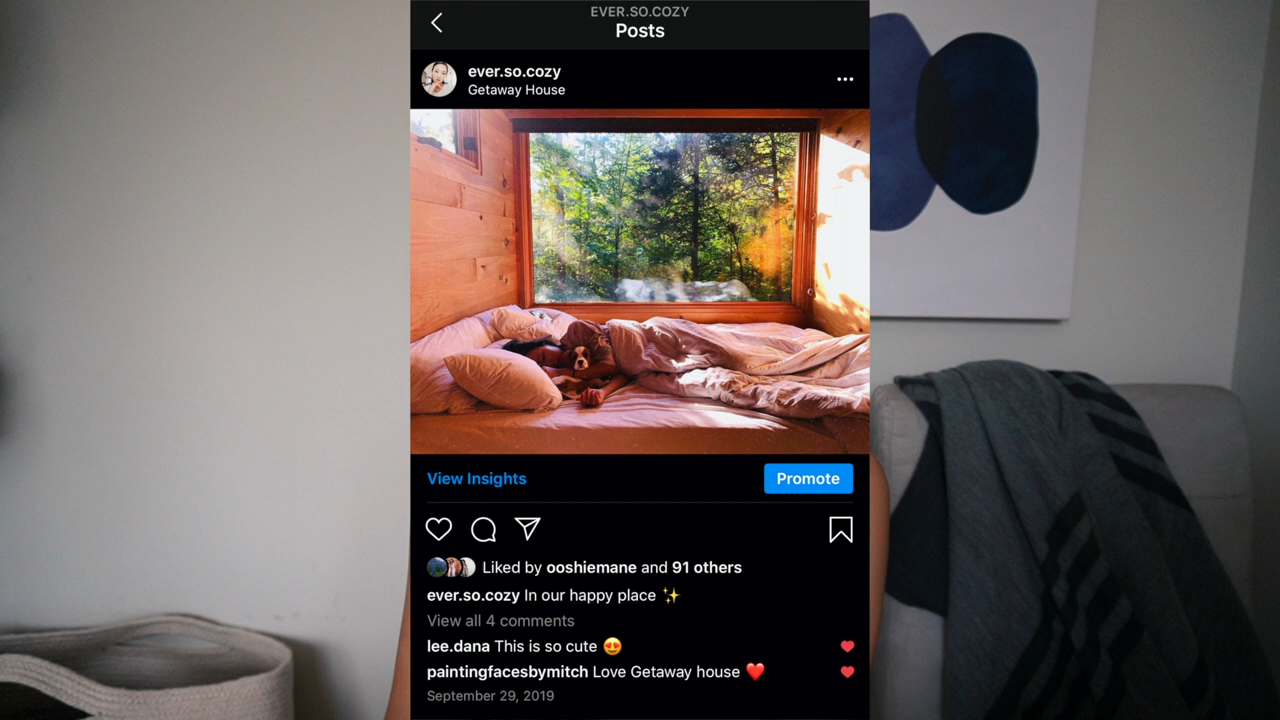 EVER.SO.COZY
Posts
ever.so.cozy
Getaway House
View Insights
Promote
Liked by ooshiemane and 91 others
ever.so.cozy In our happy place ✨
View all 4 comments
lee.dana This is so cute 😍
paintingfacesbymitch Love Getaway house ❤️
September 29, 2019